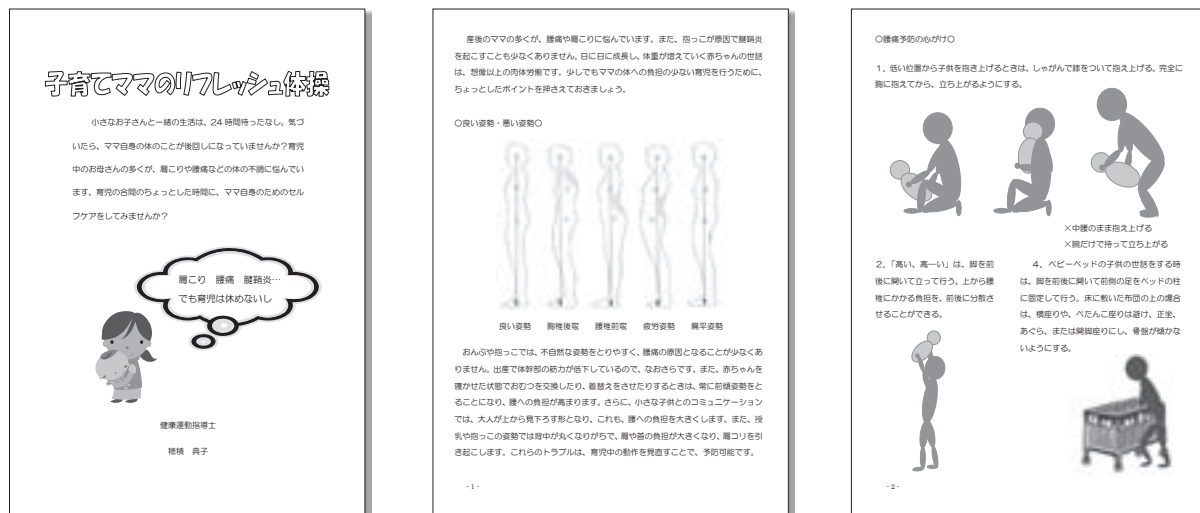 子育てママのリフレッシュ体操
小さなお子さんと一緒の生活は、24時間待ったなし。気づ
いたら、ママ自身の体のことが後回しになっていませんか?育児
中のお母さんの多くが、肩こりや腰痛などの体の不調に悩んでい
ます。育児の合間のちょっとした時間に、ママ自身のためのセル
フケアをしてみませんか?
肩こり 腰痛 腱鞘炎…
でも育児は休めないし
健康運動指導士
穂積 典子
産後のママの多くが、腰痛や肩こりに悩んでいます。また、抱っこが原因で腱鞘炎
を起こすことも少なくありません。日に日に成長し、体重が増えていく赤ちゃんの世話
は、想像以上の肉体労働です。少しでもママの体への負担の少ない育児を行うために、
ちょっとしたポイントを押さえておきましょう。
○良い姿勢・悪い姿勢○
良い姿勢 胸椎後弯 腰椎前弯 疲労姿勢 扁平姿勢
おんぶや抱っこでは、不自然な姿勢をとりやすく、腰痛の原因となることが少なくあ
りません。出産で体幹部の筋力が低下しているので、なおさらです。また、赤ちゃんを
寝かせた状態でおむつを交換したり、着替えをさせたりするときは、常に前傾姿勢をと
ることになり、腰への負担が高まります。さらに、小さな子供とのコミュニケーション
では、大人が上から見下ろす形となり、これも、腰への負担を大きくします。また、授
乳や抱っこの姿勢では背中が丸くなりがちで、肩や首の負担が大きくなり、肩コリを引
き起こします。これらのトラブルは、育児中の動作を見直すことで、予防可能です。
- 1 -
○腰痛予防の心がけ○
1.低い位置から子供を抱き上げるときは、しゃがんで膝をついて抱え上げる。完全に
胸に抱えてから、立ち上がるようにする。
×中腰のまま抱え上げる
×腕だけで持って立ち上がる
2.「高い、高ーい」は、脚を前
後に開いて立って行う。上から腰
椎にかかる負担を、前後に分散さ
せることができる。
4.ベビーベッドの子供の世話をする時
は、脚を前後に開いて前側の足をベッドの柱
に固定して行う。床に敷いた布団の上の場合
は、横座りや、ぺたんこ座りは避け、正坐、
あぐら、または開脚座りにし、骨盤が傾かな
いようにする。
- 2 -